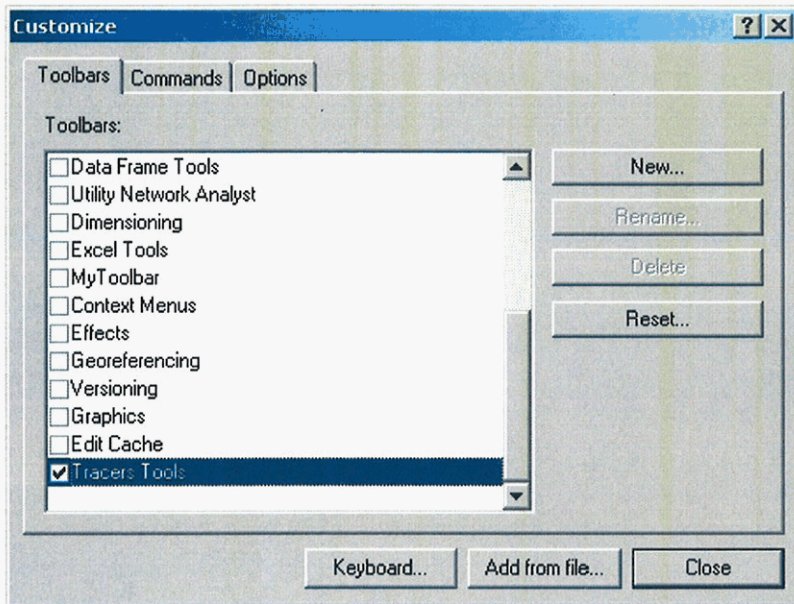 Customize
Toolbars Commands Options
Toolbars:
Data Frame Tools
Utility Network Analyst
Dimensioning
Excel Tools
MyToolbar
Context Menus
Effects
Georeferencing
Versioning
Graphics
Edit Cache
Tracers Tools
New...
Rename...
Delete
Reset...
Keyboard... Add from file... Close